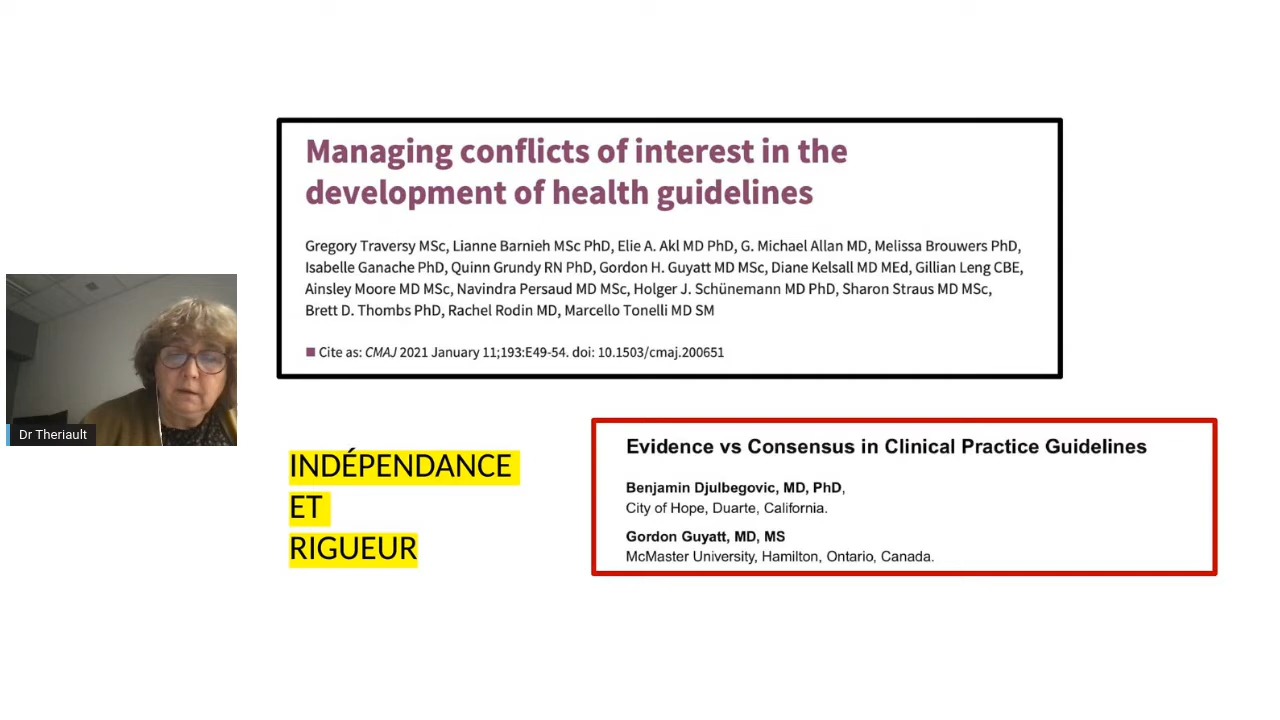 Managing conflicts of interest in the
development of health guidelines
Gregory Traversy MSc, Lianne Barnieh MSc PhD, Elie A. Akl MD PhD, G. Michael Allan MD, Melissa Brouwers PhD,
Isabelle Ganache PhD, Quinn Grundy RN PhD, Gordon H. Guyatt MD MSc, Diane Kelsall MD MEd, Gillian Leng CBE,
Ainsley Moore MD MSc, Navindra Persaud MD MSc, Holger J. Schünemann MD PhD, Sharon Straus MD MSc,
Brett D. Thombs PhD, Rachel Rodin MD, Marcello Tonelli MD SM
■ Cite as: CMAJ 2021 January 11;193:E49-54. doi: 10.1503/cmaj.200651
Dr Theriault
INDÉPENDANCE
ET
RIGUEUR
Evidence vs Consensus in Clinical Practice Guidelines
Benjamin Djulbegovic, MD, PhD,
City of Hope, Duarte, California.
Gordon Guyatt, MD, MS
McMaster University, Hamilton, Ontario, Canada.